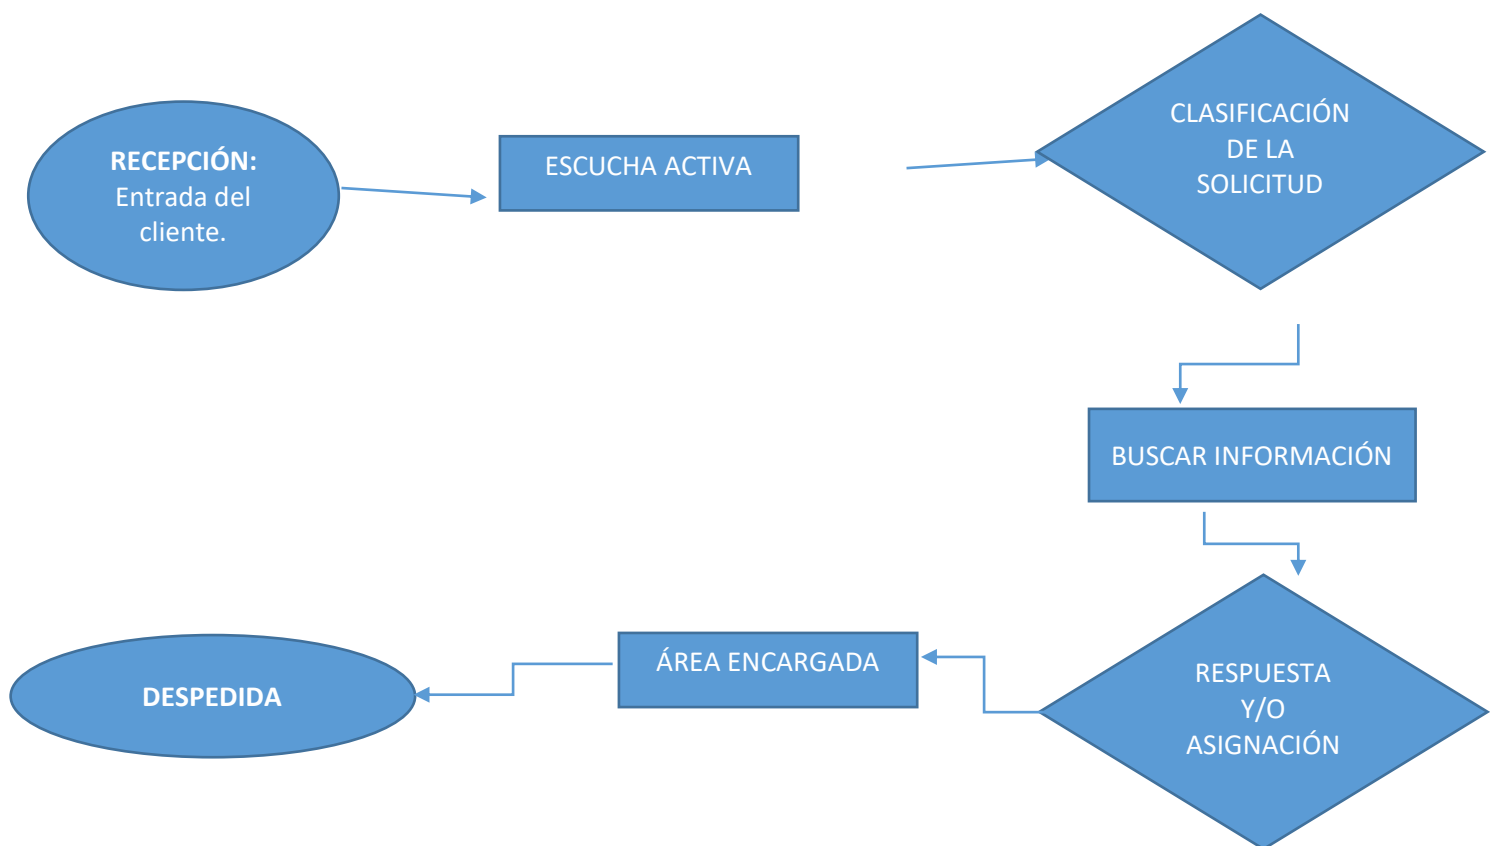 RECEPCIÓN:
Entrada del
cliente.
ESCUCHA ACTIVA
CLASIFICACIÓN
DE LA
SOLICITUD
BUSCAR INFORMACIÓN
RESPUESTA
Y/O
ASIGNACIÓN
ÁREA ENCARGADA
DESPEDIDA